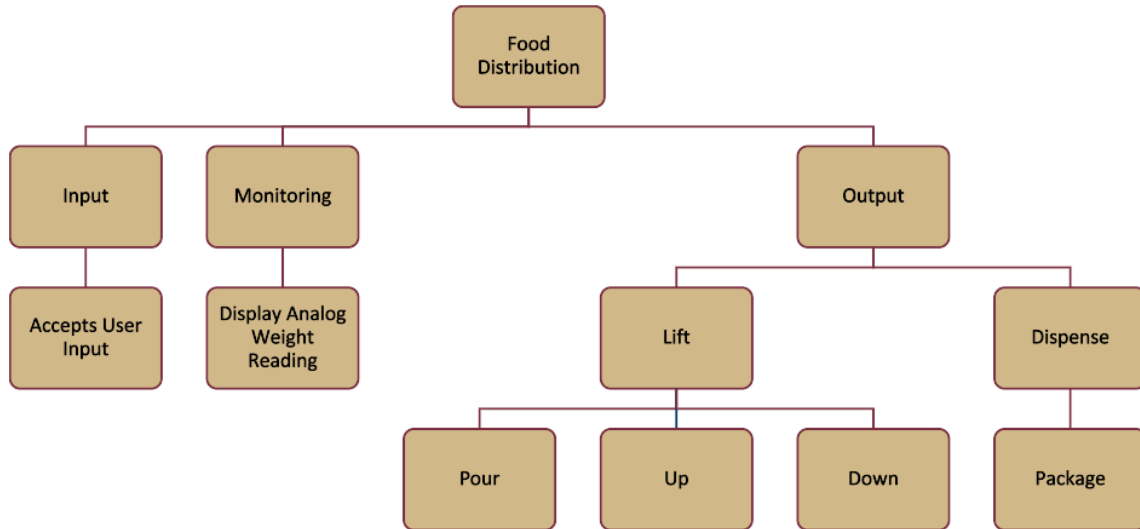 Food
Distribution
Input
Monitoring
Output
Accepts User
Input
Display Analog
Weight
Reading
Lift
Dispense
Pour
Up
Down
Package